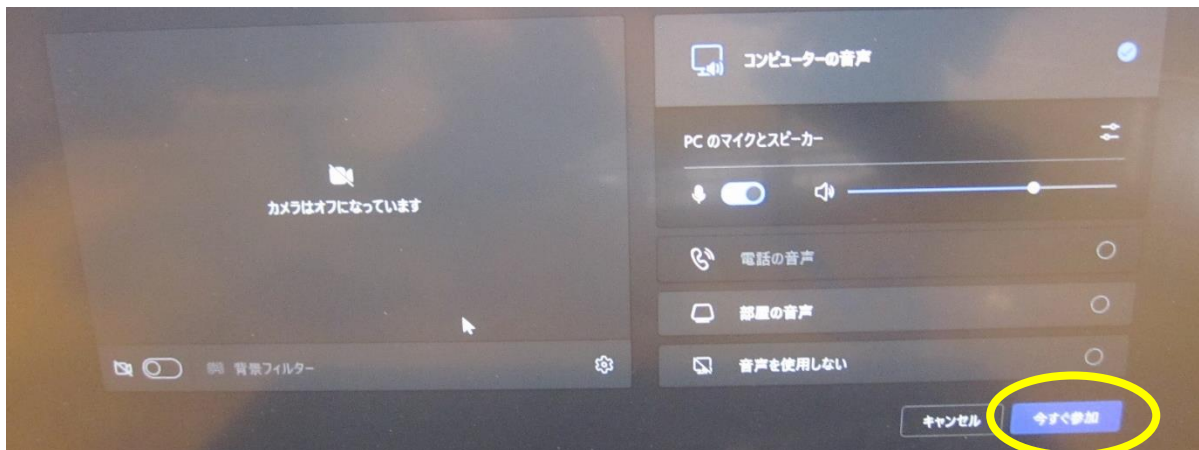 カメラはオフになっています
背景フィルター
コンピューターの音声
PC のマイクとスピーカー
電話の音声
部屋の音声
音声を使用しない
キャンセル
今すぐ参加